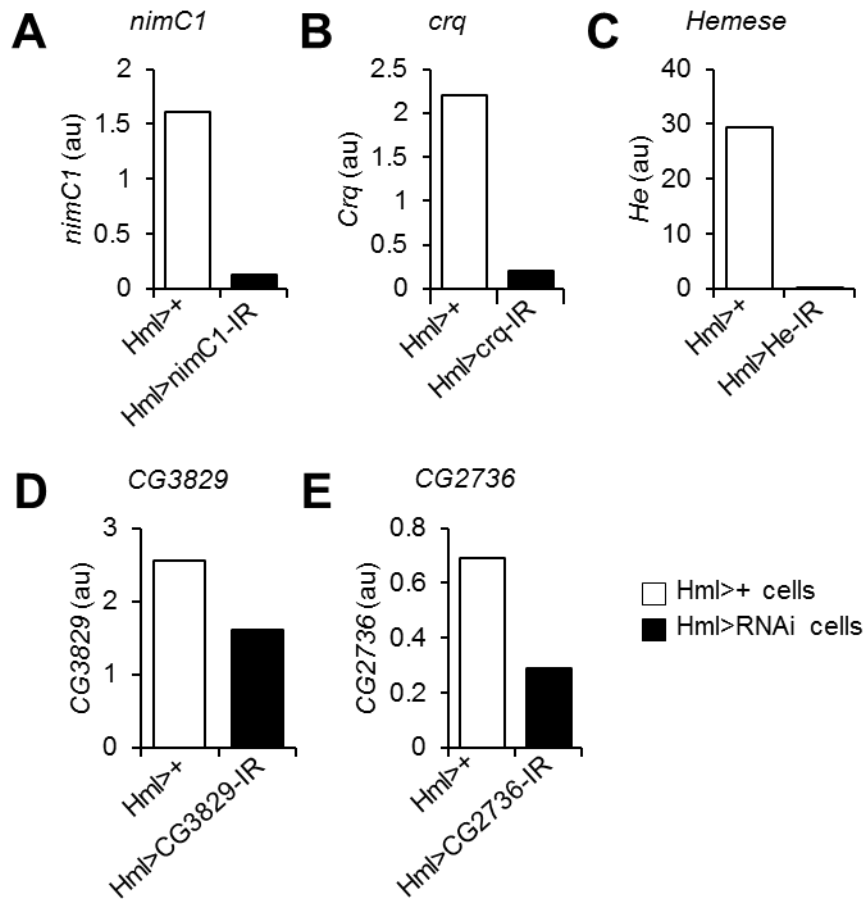 A
nimC1
nimC1 (au)
2
1.5
1
0.5
0
Hml>+
Hml>nimC1-IR
B
crq
Crq (au)
2.5
2
1.5
1
0.5
0
Hml>+
Hml>crq-IR
C
Hemese
He (au)
40
30
20
10
0
Hml>+
Hml>He-IR
D
CG3829
CG3829 (au)
3
2
1
0
Hml>+
Hml>CG3829-IR
E
CG2736
CG2736 (au)
0.8
0.6
0.4
0.2
0
Hml>+
Hml>CG2736-IR
Hml>+ cells
Hml>RNAi cells